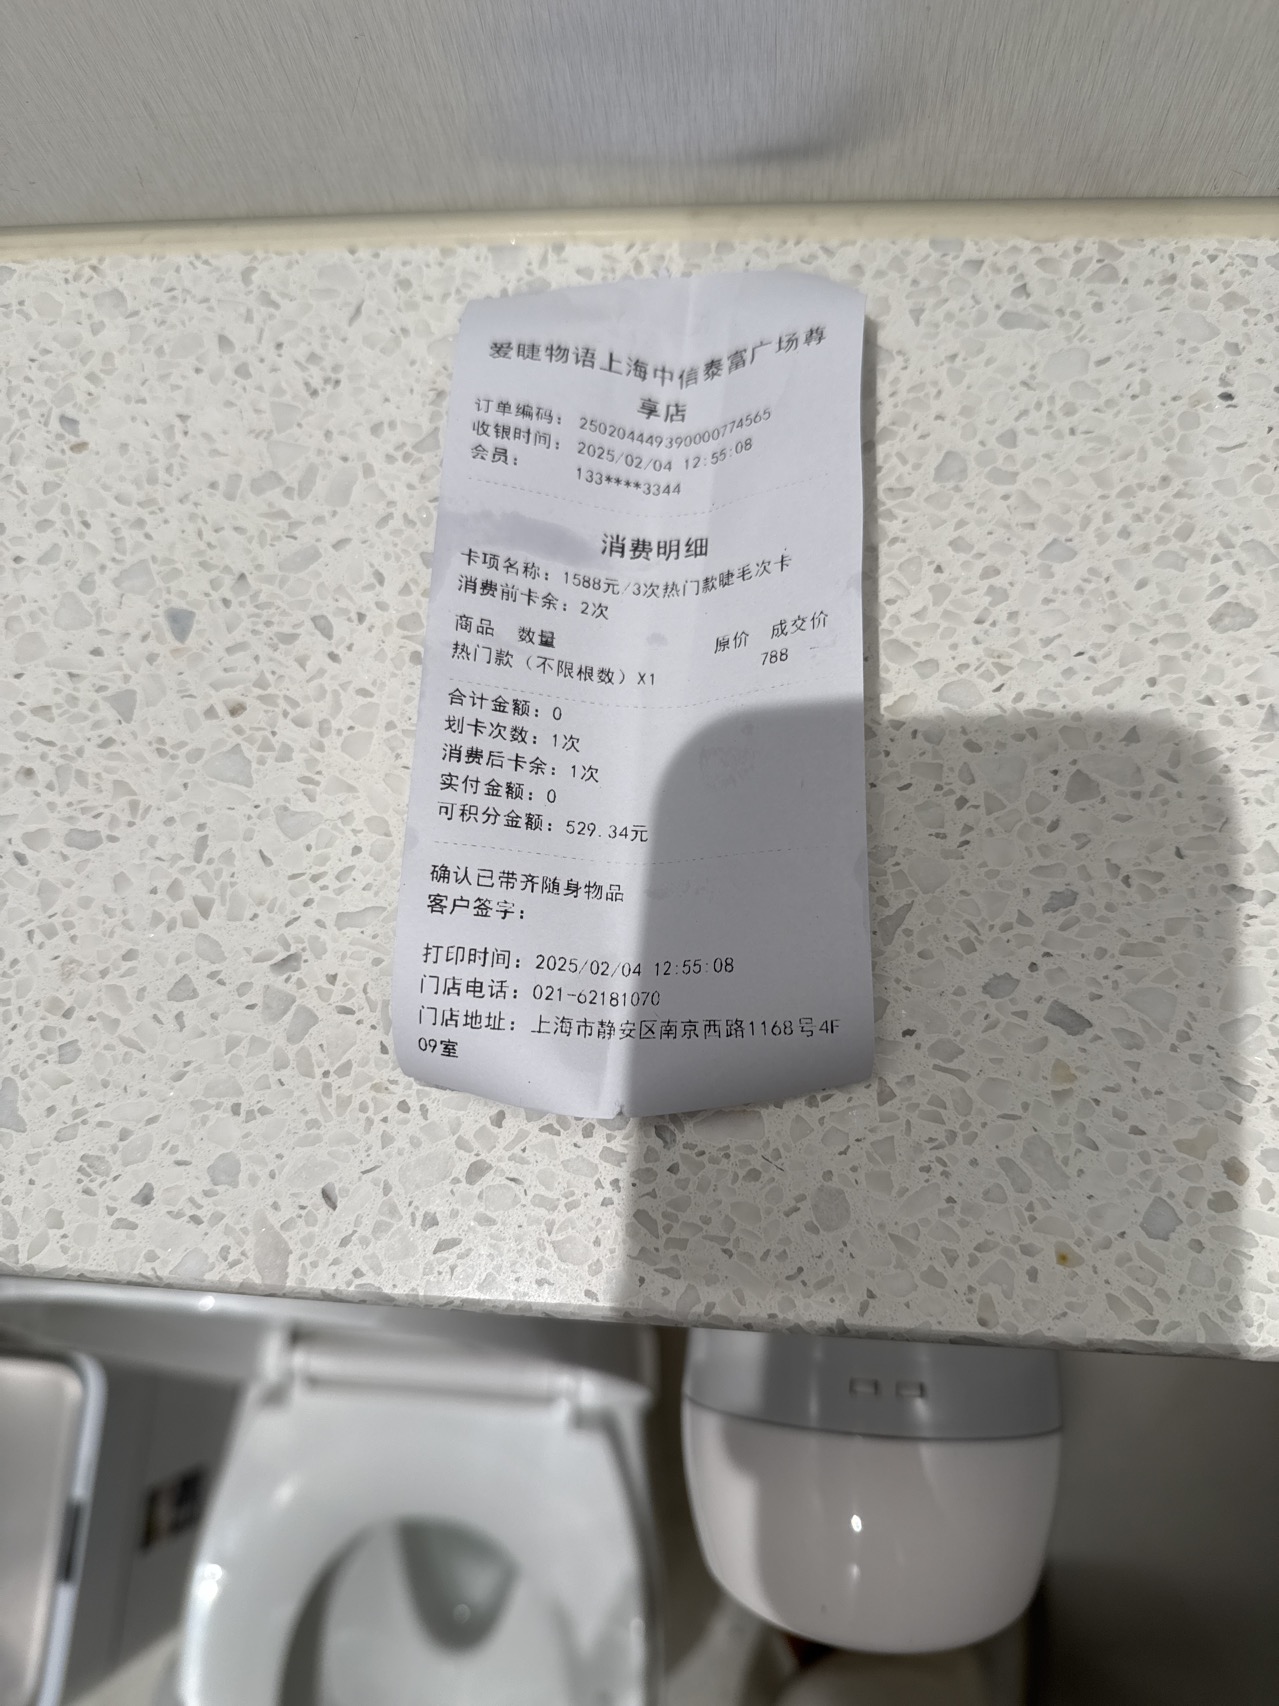 爱睫物语上海中信泰富广场尊
享店
订单编码： 250204449390000774565
收银时间： 2025/02/04 12:55:08
会员： 133****3344
消费明细
卡项名称：1588元/3次热门款睫毛次卡
消费前卡余：2次
商品 数量 原价 成交价
热门款（不限根数）X1 788 —
合计金额：0
划卡次数：1次
消费后卡余：1次
实付金额：0
可积分金额：529.34元
确认已带齐随身物品
客户签字：
打印时间：2025/02/04 12:55:08
门店电话：021-62181070
门店地址：上海市静安区南京西路1168号4F
09室